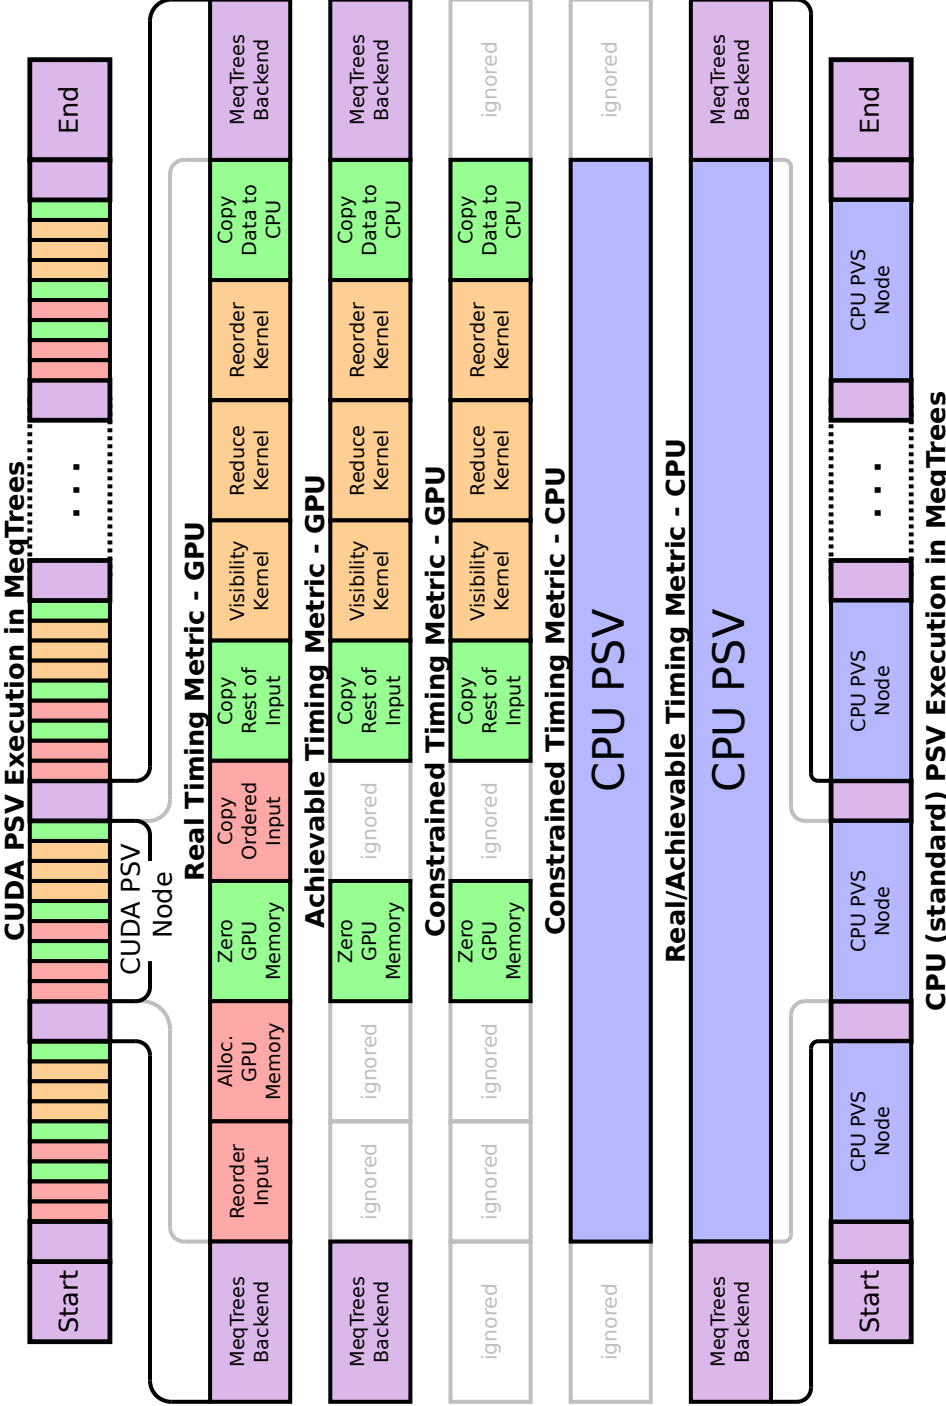 CUDA PSV Execution in MeqTrees
Start
. . .
End
CUDA PSV
Node
Real Timing Metric - GPU
MeqTrees
Backend
Reorder
Input
Alloc.
GPU
Memory
Zero
GPU
Memory
Copy
Ordered
Input
Copy
Rest of
Input
Visibility
Kernel
Reduce
Kernel
Reorder
Kernel
Copy
Data to
CPU
MeqTrees
Backend
Achievable Timing Metric - GPU
MeqTrees
Backend
ignored
ignored
Zero
GPU
Memory
ignored
Copy
Rest of
Input
Visibility
Kernel
Reduce
Kernel
Reorder
Kernel
Copy
Data to
CPU
MeqTrees
Backend
Constrained Timing Metric - GPU
ignored
ignored
ignored
Zero
GPU
Memory
ignored
Copy
Rest of
Input
Visibility
Kernel
Reduce
Kernel
Reorder
Kernel
Copy
Data to
CPU
ignored
Constrained Timing Metric - CPU
ignored
CPU PSV
ignored
Real/Achievable Timing Metric - CPU
MeqTrees
Backend
CPU PSV
MeqTrees
Backend
Start
CPU PVS
Node
CPU PVS
Node
CPU PVS
Node
. . .
CPU PVS
Node
End
CPU (standard) PSV Execution in MeqTrees